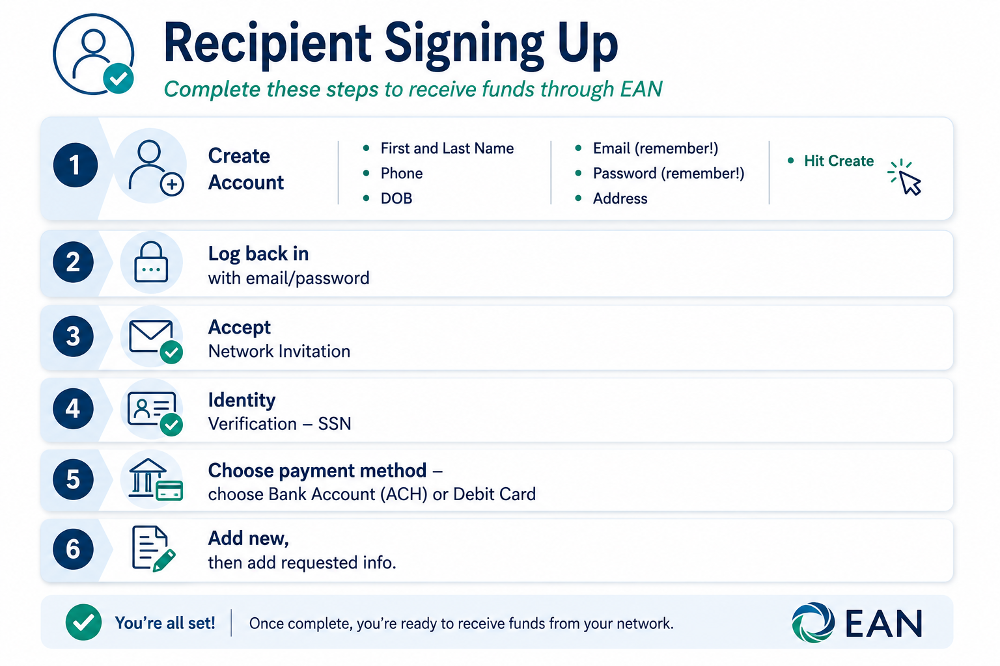 Recipient Signing Up
Complete these steps to receive funds through EAN
1
Create
Account
• First and Last Name
• Phone
• DOB
• Email (remember!)
• Password (remember!)
• Address
• Hit Create
2
Log back in
with email/password
3
Accept
Network Invitation
4
Identity
Verification – SSN
5
Choose payment method –
choose Bank Account (ACH) or Debit Card
6
Add new,
then add requested info.
You're all set!
Once complete, you're ready to receive funds from your network.
EAN